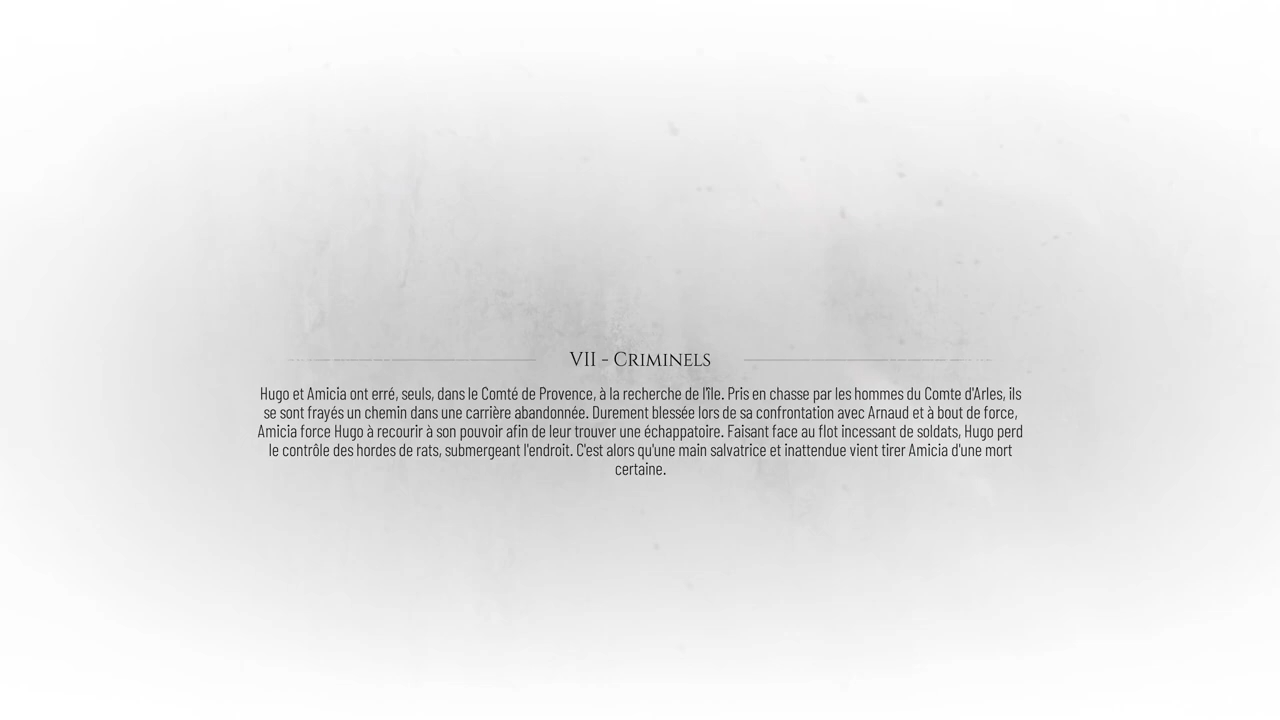 VII - Criminels
Hugo et Amicia ont erré, seuls, dans le Comté de Provence, à la recherche de l'île. Pris en chasse par les hommes du Comte d'Arles, ils
se sont frayés un chemin dans une carrière abandonnée. Durement blessée lors de sa confrontation avec Arnaud et à bout de force,
Amicia force Hugo à recourir à son pouvoir afin de leur trouver une échappatoire. Faisant face au flot incessant de soldats, Hugo perd
le contrôle des hordes de rats, submergeant l'endroit. C'est alors qu'une main salvatrice et inattendue vient tirer Amicia d'une mort
certaine.